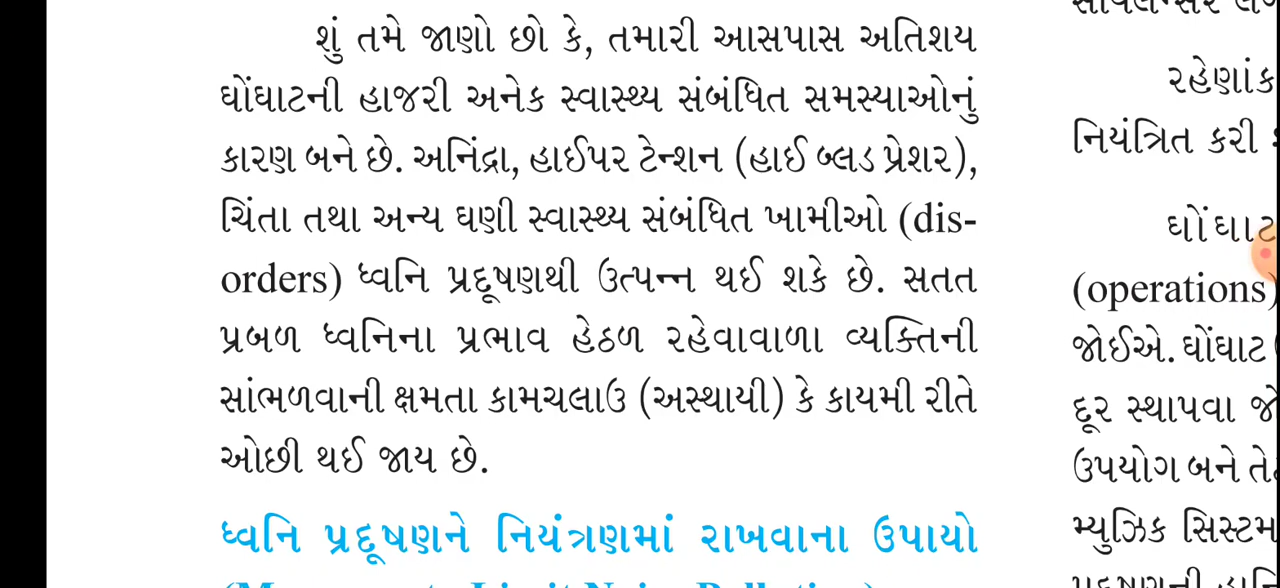 શું તમે જાણો છો કે, તમારી આસપાસ અતિશય
ઘોંઘાટની હાજરી અનેક સ્વાસ્થ્ય સંબંધિત સમસ્યાઓનું
કારણ બને છે. અનિંદ્રા, હાઈપર ટેન્શન (હાઈ બ્લડ પ્રેશર),
ચિંતા તથા અન્ય ઘણી સ્વાસ્થ્ય સંબંધિત ખામીઓ (dis-
orders) ધ્વનિ પ્રદૂષણથી ઉત્પન્ન થઈ શકે છે. સતત
પ્રબળ ધ્વનિના પ્રભાવ હેઠળ રહેવાવાળા વ્યક્તિની
સાંભળવાની ક્ષમતા કામચલાઉ (અસ્થાયી) કે કાયમી રીતે
ઓછી થઈ જાય છે.
ધ્વનિ પ્રદૂષણને નિયંત્રણમાં રાખવાના ઉપાયો
નિયંત્રિત કરી
(operations)
જોઈએ. ઘોંઘાટ
દૂર સ્થાપવા
ઉપયોગ બને
મ્યુઝિક સિસ્ટમ